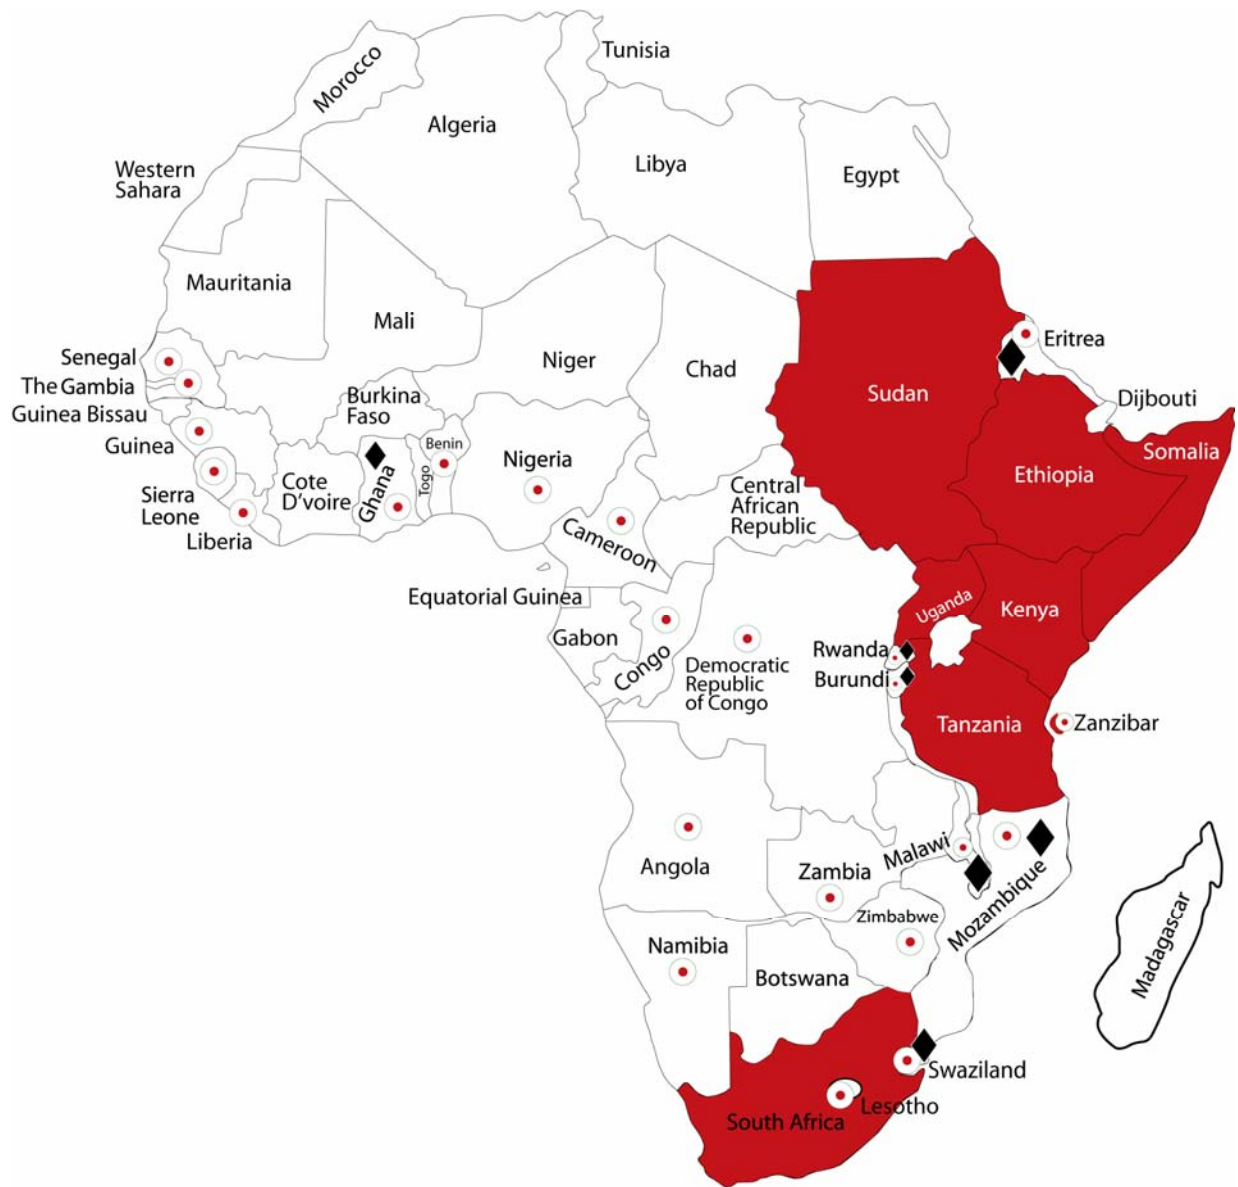 Tunisia
Morocco
Algeria
Libya
Egypt
Western
Sahara
Mauritania
Mali
Niger
Chad
Sudan
Eritrea
Senegal
The Gambia
Guinea Bissau
Guinea
Sierra
Leone
Liberia
Burkina
Faso
Cote
D'voire
Ghana
Togo
Benin
Nigeria
Cameroon
Central
African
Republic
Dijbouti
Somalia
Ethiopia
Equatorial Guinea
Gabon
Congo
Democratic
Republic
of Congo
Uganda
Kenya
Rwanda
Burundi
Tanzania
Zanzibar
Angola
Zambia
Malawi
Mozambique
Zimbabwe
Namibia
Botswana
Madagascar
Swaziland
Lesotho
South Africa